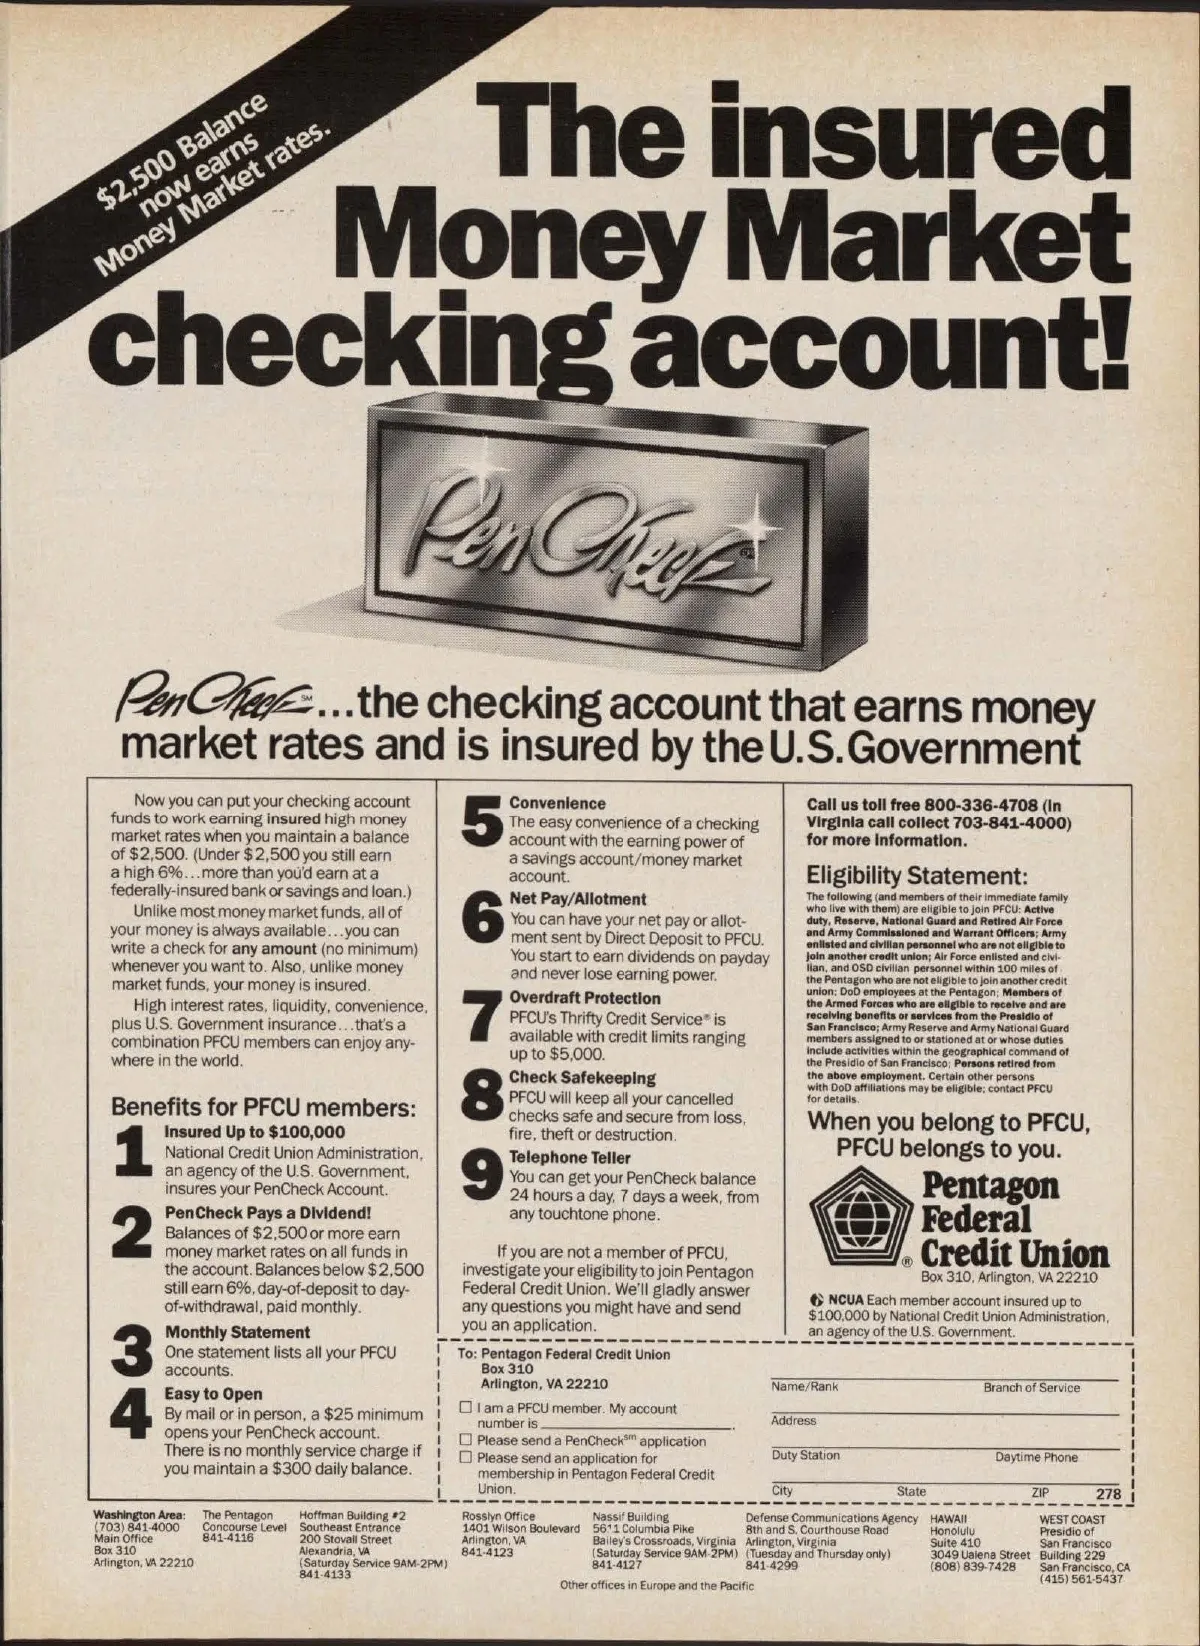 $2,500 Balance
now earns
Money Market rates.
The insured
Money Market
checking account!
PenCheck
PenCheck℠...the checking account that earns money
market rates and is insured by the U.S. Government
Now you can put your checking account
funds to work earning insured high money
market rates when you maintain a balance
of $2,500. (Under $2,500 you still earn
a high 6%...more than you'd earn at a
federally-insured bank or savings and loan.)
Unlike most money market funds, all of
your money is always available...you can
write a check for any amount (no minimum)
whenever you want to. Also, unlike money
market funds, your money is insured.
High interest rates, liquidity, convenience,
plus U.S. Government insurance...that's a
combination PFCU members can enjoy any-
where in the world.
Benefits for PFCU members:
1 Insured Up to $100,000
National Credit Union Administration,
an agency of the U.S. Government,
insures your PenCheck Account.
2 PenCheck Pays a Dividend!
Balances of $2,500 or more earn
money market rates on all funds in
the account. Balances below $2,500
still earn 6%, day-of-deposit to day-
of-withdrawal, paid monthly.
3 Monthly Statement
One statement lists all your PFCU
accounts.
4 Easy to Open
By mail or in person, a $25 minimum
opens your PenCheck account.
There is no monthly service charge if
you maintain a $300 daily balance.
5 Convenience
The easy convenience of a checking
account with the earning power of
a savings account/money market
account.
6 Net Pay/Allotment
You can have your net pay or allot-
ment sent by Direct Deposit to PFCU.
You start to earn dividends on payday
and never lose earning power.
7 Overdraft Protection
PFCU's Thrifty Credit Service® is
available with credit limits ranging
up to $5,000.
8 Check Safekeeping
PFCU will keep all your cancelled
checks safe and secure from loss,
fire, theft or destruction.
9 Telephone Teller
You can get your PenCheck balance
24 hours a day, 7 days a week, from
any touchtone phone.
If you are not a member of PFCU,
investigate your eligibility to join Pentagon
Federal Credit Union. We'll gladly answer
any questions you might have and send
you an application.
Call us toll free 800-336-4708 (In
Virginia call collect 703-841-4000)
for more information.
Eligibility Statement:
The following (and members of their immediate family
who live with them) are eligible to join PFCU: Active
duty, Reserve, National Guard and Retired Air Force
and Army Commissioned and Warrant Officers; Army
enlisted and civilian personnel who are not eligible to
join another credit union; Air Force enlisted and civi-
lian, and OSD civilian personnel within 100 miles of
the Pentagon who are not eligible to join another credit
union; DoD employees at the Pentagon; Members of
the Armed Forces who are eligible to receive and are
receiving benefits or services from the Presidio of
San Francisco; Army Reserve and Army National Guard
members assigned to or stationed at or whose duties
include activities within the geographical command of
the Presidio of San Francisco; Persons retired from
the above employment. Certain other persons
with DoD affiliations may be eligible; contact PFCU
for details.
When you belong to PFCU,
PFCU belongs to you.
Pentagon
Federal
® Credit Union
Box 310, Arlington, VA 22210
NCUA Each member account insured up to
$100,000 by National Credit Union Administration,
an agency of the U.S. Government.
To: Pentagon Federal Credit Union
Box 310
Arlington, VA 22210
☐ I am a PFCU member. My account
number is
☐ Please send a PenCheck℠ application
☐ Please send an application for
membership in Pentagon Federal Credit
Union.
Name/Rank Branch of Service
Address
Duty Station Daytime Phone
City State ZIP 278
Washington Area:
(703) 841-4000
Main Office
Box 310
Arlington, VA 22210
The Pentagon
Concourse Level
841-4116
Hoffman Building #2
Southeast Entrance
200 Stovall Street
Alexandria, VA
(Saturday Service 9AM-2PM)
841-4133
Rosslyn Office
1401 Wilson Boulevard
Arlington, VA
841-4123
Nassif Building
5611 Columbia Pike
Bailey's Crossroads, Virginia
(Saturday Service 9AM-2PM)
841-4127
Defense Communications Agency
8th and S. Courthouse Road
Arlington, Virginia
(Tuesday and Thursday only)
841-4299
HAWAII
Honolulu
Suite 410
3049 Ualena Street
(808) 839-7428
WEST COAST
Presidio of
San Francisco
Building 229
San Francisco, CA
(415) 561-5437
Other offices in Europe and the Pacific